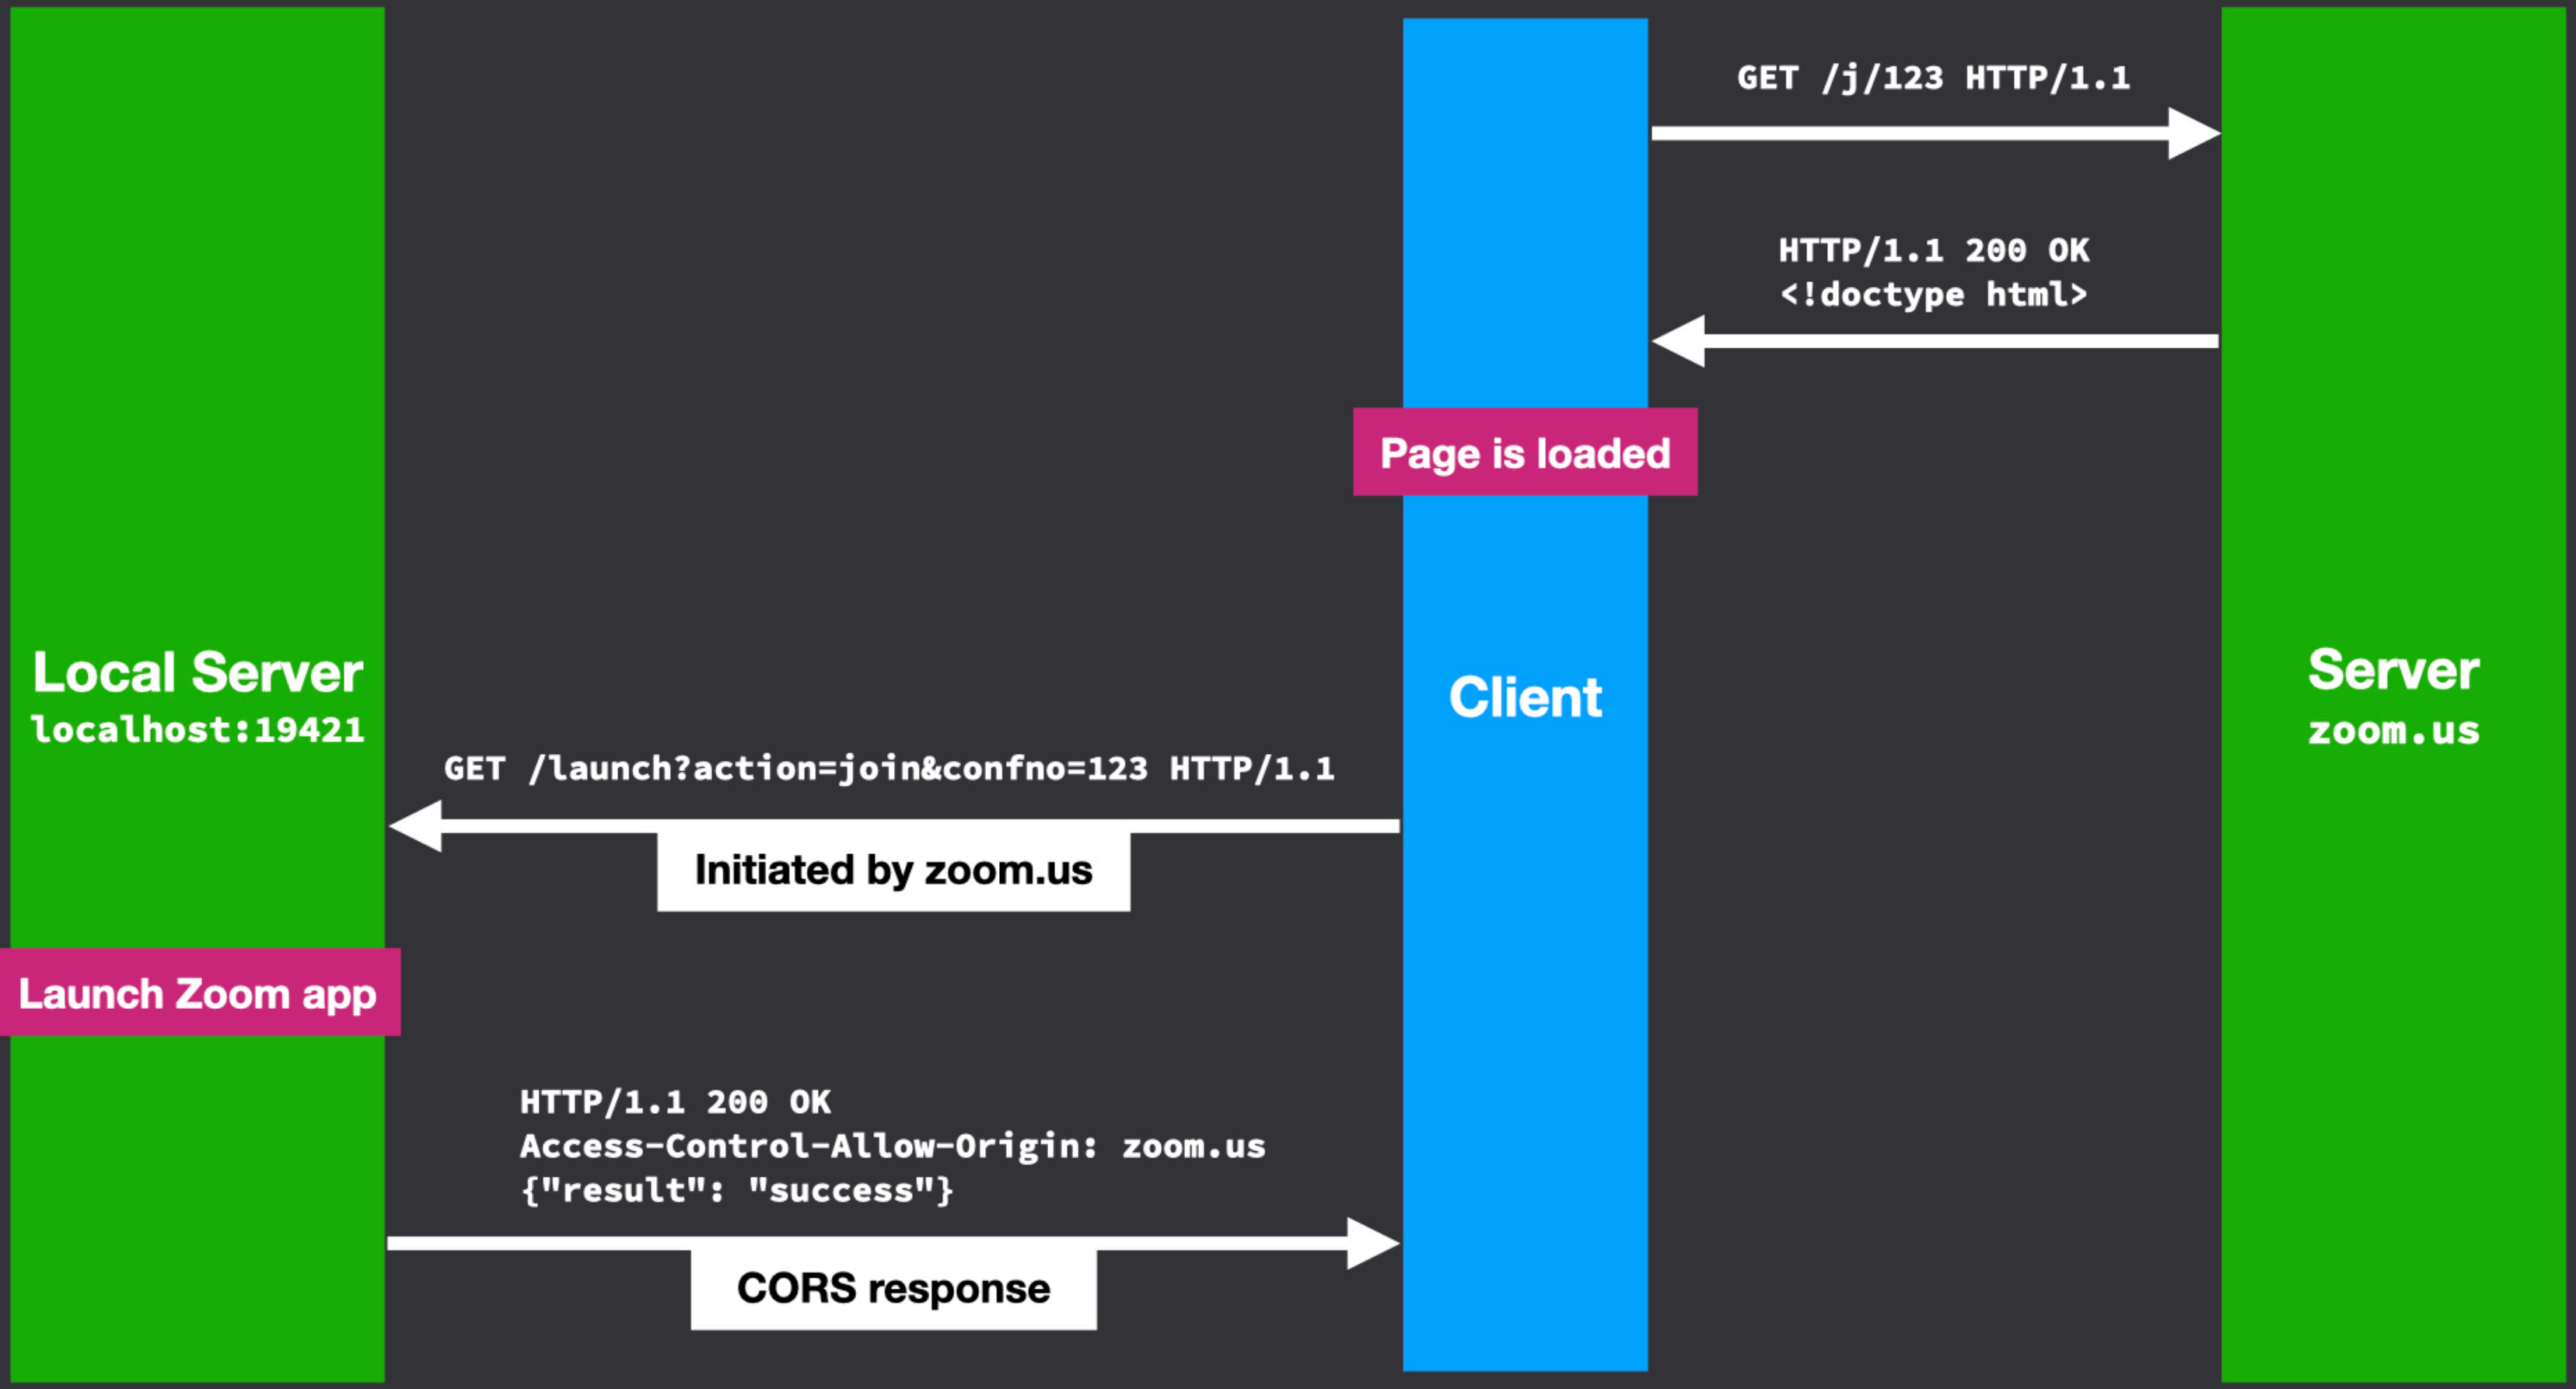 GET /j/123 HTTP/1.1
HTTP/1.1 200 OK
<!doctype html>
Page is loaded
Local Server
localhost:19421
Client
Server
zoom.us
GET /launch?action=join&confno=123 HTTP/1.1
Initiated by zoom.us
Launch Zoom app
HTTP/1.1 200 OK
Access-Control-Allow-Origin: zoom.us
{"result": "success"}
CORS response